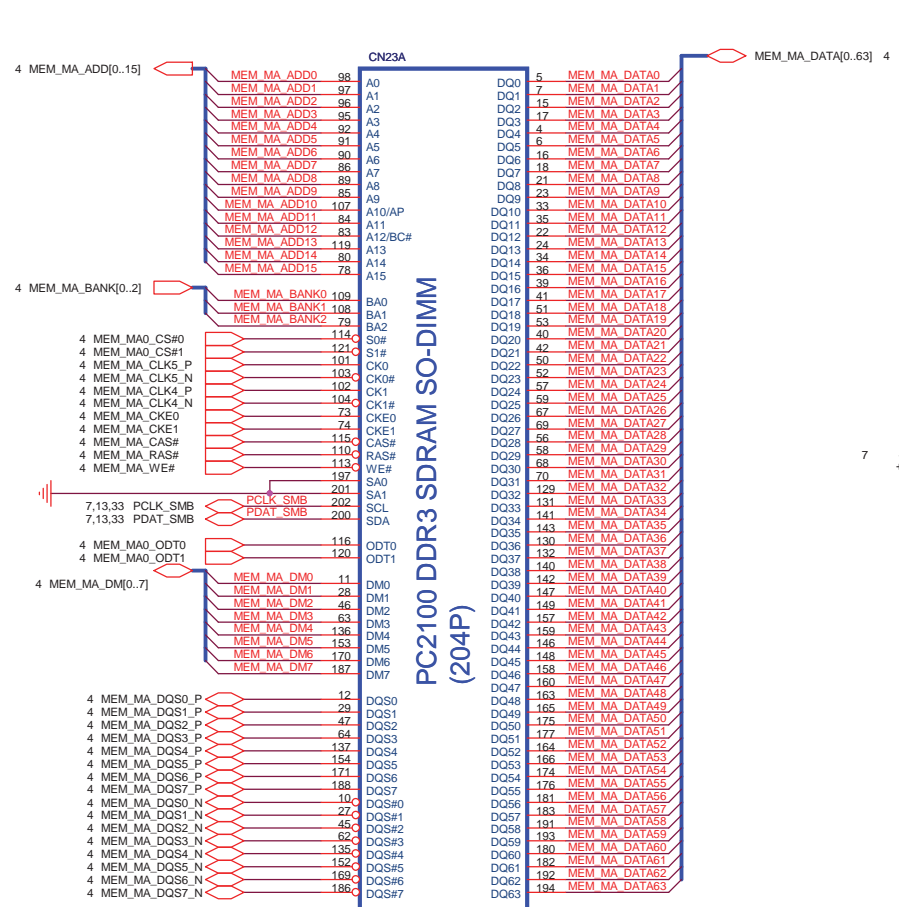 CN23A
4 MEM_MA_ADD[0..15]
MEM_MA_DATA[0..63] 4
MEM_MA_ADD0 98 A0
MEM_MA_ADD1 97 A1
MEM_MA_ADD2 96 A2
MEM_MA_ADD3 95 A3
MEM_MA_ADD4 92 A4
MEM_MA_ADD5 91 A5
MEM_MA_ADD6 90 A6
MEM_MA_ADD7 86 A7
MEM_MA_ADD8 89 A8
MEM_MA_ADD9 85 A9
MEM_MA_ADD10 107 A10/AP
MEM_MA_ADD11 84 A11
MEM_MA_ADD12 83 A12/BC#
MEM_MA_ADD13 119 A13
MEM_MA_ADD14 80 A14
MEM_MA_ADD15 78 A15
4 MEM_MA_BANK[0..2]
MEM_MA_BANK0 109 BA0
MEM_MA_BANK1 108 BA1
MEM_MA_BANK2 79 BA2
4 MEM_MA0_CS#0 114 S0#
4 MEM_MA0_CS#1 121 S1#
4 MEM_MA_CLK5_P 101 CK0
4 MEM_MA_CLK5_N 103 CK0#
4 MEM_MA_CLK4_P 102 CK1
4 MEM_MA_CLK4_N 104 CK1#
4 MEM_MA_CKE0 73 CKE0
4 MEM_MA_CKE1 74 CKE1
4 MEM_MA_CAS# 115 CAS#
4 MEM_MA_RAS# 110 RAS#
4 MEM_MA_WE# 113 WE#
197 SA0
201 SA1
7,13,33 PCLK_SMB PCLK_SMB 202 SCL
7,13,33 PDAT_SMB PDAT_SMB 200 SDA
4 MEM_MA0_ODT0 116 ODT0
4 MEM_MA0_ODT1 120 ODT1
4 MEM_MA_DM[0..7]
MEM_MA_DM0 11 DM0
MEM_MA_DM1 28 DM1
MEM_MA_DM2 46 DM2
MEM_MA_DM3 63 DM3
MEM_MA_DM4 136 DM4
MEM_MA_DM5 153 DM5
MEM_MA_DM6 170 DM6
MEM_MA_DM7 187 DM7
4 MEM_MA_DQS0_P 12 DQS0
4 MEM_MA_DQS1_P 29 DQS1
4 MEM_MA_DQS2_P 47 DQS2
4 MEM_MA_DQS3_P 64 DQS3
4 MEM_MA_DQS4_P 137 DQS4
4 MEM_MA_DQS5_P 154 DQS5
4 MEM_MA_DQS6_P 171 DQS6
4 MEM_MA_DQS7_P 188 DQS7
4 MEM_MA_DQS0_N 10 DQS#0
4 MEM_MA_DQS1_N 27 DQS#1
4 MEM_MA_DQS2_N 45 DQS#2
4 MEM_MA_DQS3_N 62 DQS#3
4 MEM_MA_DQS4_N 135 DQS#4
4 MEM_MA_DQS5_N 152 DQS#5
4 MEM_MA_DQS6_N 169 DQS#6
4 MEM_MA_DQS7_N 186 DQS#7
PC2100 DDR3 SDRAM SO-DIMM
(204P)
DQ0 5 MEM_MA_DATA0
DQ1 7 MEM_MA_DATA1
DQ2 15 MEM_MA_DATA2
DQ3 17 MEM_MA_DATA3
DQ4 4 MEM_MA_DATA4
DQ5 6 MEM_MA_DATA5
DQ6 16 MEM_MA_DATA6
DQ7 18 MEM_MA_DATA7
DQ8 21 MEM_MA_DATA8
DQ9 23 MEM_MA_DATA9
DQ10 33 MEM_MA_DATA10
DQ11 35 MEM_MA_DATA11
DQ12 22 MEM_MA_DATA12
DQ13 24 MEM_MA_DATA13
DQ14 34 MEM_MA_DATA14
DQ15 36 MEM_MA_DATA15
DQ16 39 MEM_MA_DATA16
DQ17 41 MEM_MA_DATA17
DQ18 51 MEM_MA_DATA18
DQ19 53 MEM_MA_DATA19
DQ20 40 MEM_MA_DATA20
DQ21 42 MEM_MA_DATA21
DQ22 50 MEM_MA_DATA22
DQ23 52 MEM_MA_DATA23
DQ24 57 MEM_MA_DATA24
DQ25 59 MEM_MA_DATA25
DQ26 67 MEM_MA_DATA26
DQ27 69 MEM_MA_DATA27
DQ28 56 MEM_MA_DATA28
DQ29 58 MEM_MA_DATA29
DQ30 68 MEM_MA_DATA30
DQ31 70 MEM_MA_DATA31
DQ32 129 MEM_MA_DATA32
DQ33 131 MEM_MA_DATA33
DQ34 141 MEM_MA_DATA34
DQ35 143 MEM_MA_DATA35
DQ36 130 MEM_MA_DATA36
DQ37 132 MEM_MA_DATA37
DQ38 140 MEM_MA_DATA38
DQ39 142 MEM_MA_DATA39
DQ40 147 MEM_MA_DATA40
DQ41 149 MEM_MA_DATA41
DQ42 157 MEM_MA_DATA42
DQ43 159 MEM_MA_DATA43
DQ44 146 MEM_MA_DATA44
DQ45 148 MEM_MA_DATA45
DQ46 158 MEM_MA_DATA46
DQ47 160 MEM_MA_DATA47
DQ48 163 MEM_MA_DATA48
DQ49 165 MEM_MA_DATA49
DQ50 175 MEM_MA_DATA50
DQ51 177 MEM_MA_DATA51
DQ52 164 MEM_MA_DATA52
DQ53 166 MEM_MA_DATA53
DQ54 174 MEM_MA_DATA54
DQ55 176 MEM_MA_DATA55
DQ56 181 MEM_MA_DATA56
DQ57 183 MEM_MA_DATA57
DQ58 191 MEM_MA_DATA58
DQ59 193 MEM_MA_DATA59
DQ60 180 MEM_MA_DATA60
DQ61 182 MEM_MA_DATA61
DQ62 192 MEM_MA_DATA62
DQ63 194 MEM_MA_DATA63
7